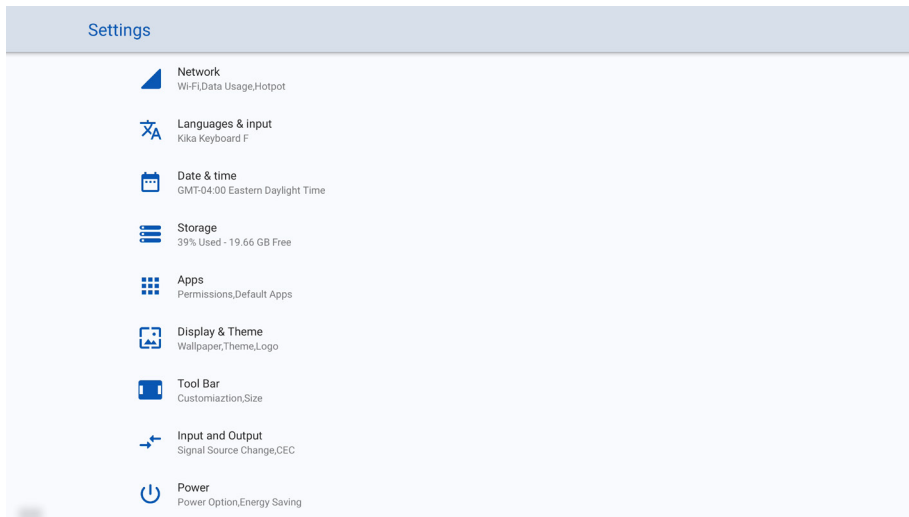 Settings
Network
Wi-Fi,Data Usage,Hotpot
Languages & input
Kika Keyboard F
Date & time
GMT-04:00 Eastern Daylight Time
Storage
39% Used - 19.66 GB Free
Apps
Permissions,Default Apps
Display & Theme
Wallpaper,Theme,Logo
Tool Bar
Customiaztion,Size
Input and Output
Signal Source Change,CEC
Power
Power Option,Energy Saving